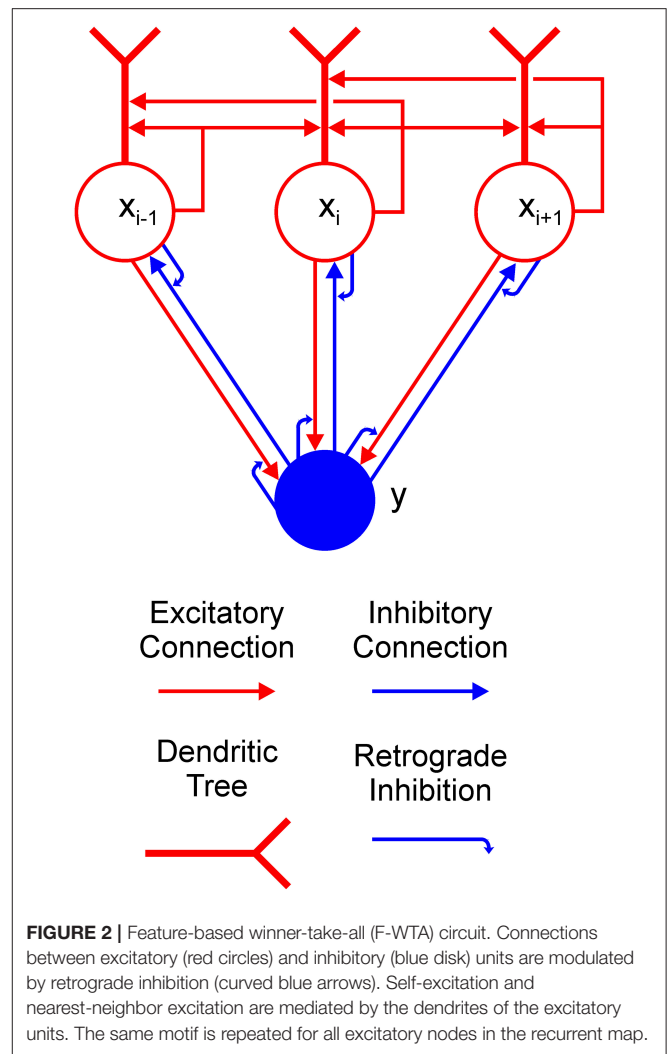 x_{i-1} x_i x_{i+1}
y
Excitatory Connection
Inhibitory Connection
Dendritic Tree
Retrograde Inhibition
FIGURE 2 | Feature-based winner-take-all (F-WTA) circuit. Connections
between excitatory (red circles) and inhibitory (blue disk) units are modulated
by retrograde inhibition (curved blue arrows). Self-excitation and
nearest-neighbor excitation are mediated by the dendrites of the excitatory
units. The same motif is repeated for all excitatory nodes in the recurrent map.